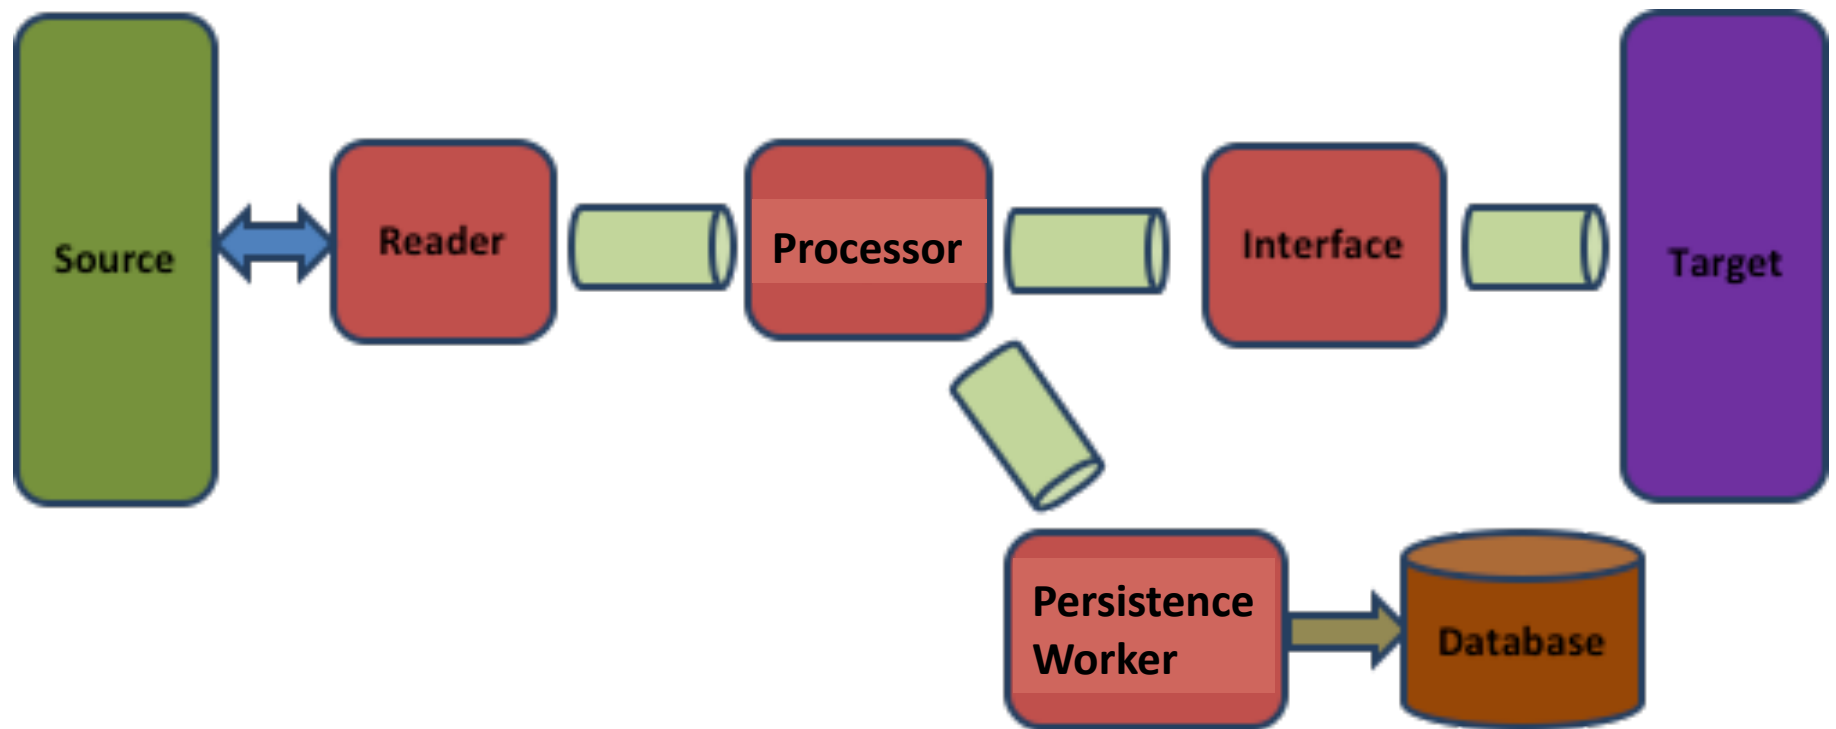 Source
Reader
Processor
Interface
Target
Persistence
Worker
Database